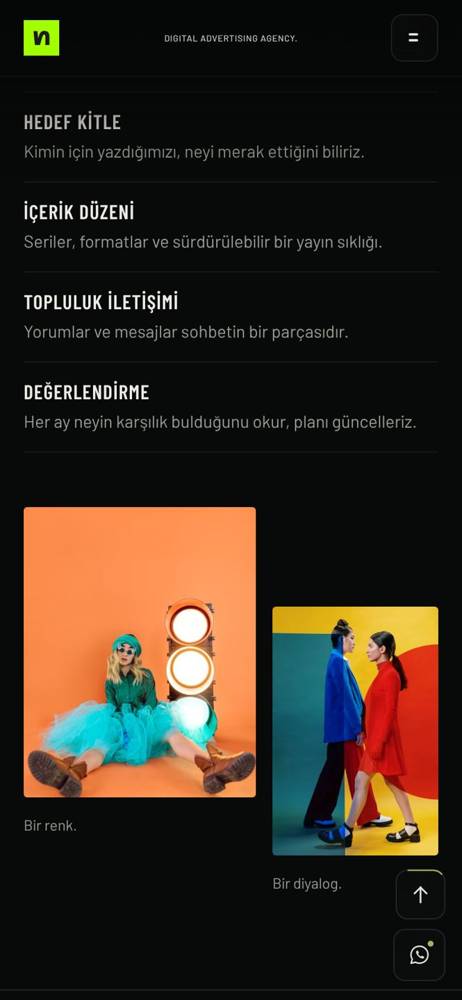 n
DIGITAL ADVERTISING AGENCY.
HEDEF KİTLE
Kimin için yazdığımızı, neyi merak ettiğini biliriz.
İÇERİK DÜZENİ
Seriler, formatlar ve sürdürülebilir bir yayın sıklığı.
TOPLULUK İLETİŞİMİ
Yorumlar ve mesajlar sohbetin bir parçasıdır.
DEĞERLENDİRME
Her ay neyin karşılık bulduğunu okur, planı güncelleriz.
Bir renk.
Bir diyalog.